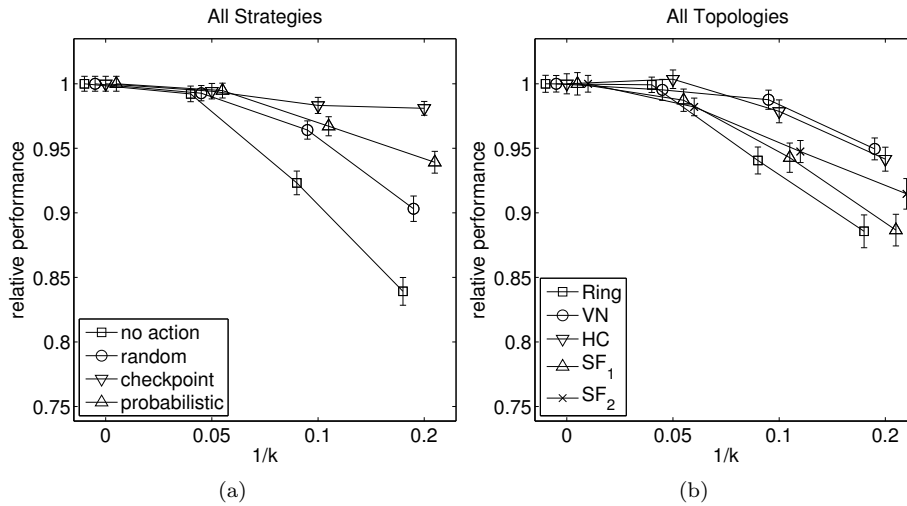 All Strategies
relative performance
1
0.95
0.9
0.85
0.8
0.75
no action
random
checkpoint
probabilistic
0 0.05 0.1 0.2
1/k
(a)
All Topologies
relative performance
1
0.95
0.9
0.85
0.8
0.75
Ring
VN
HC
SF1
SF2
0 0.05 0.1 0.2
1/k
(b)